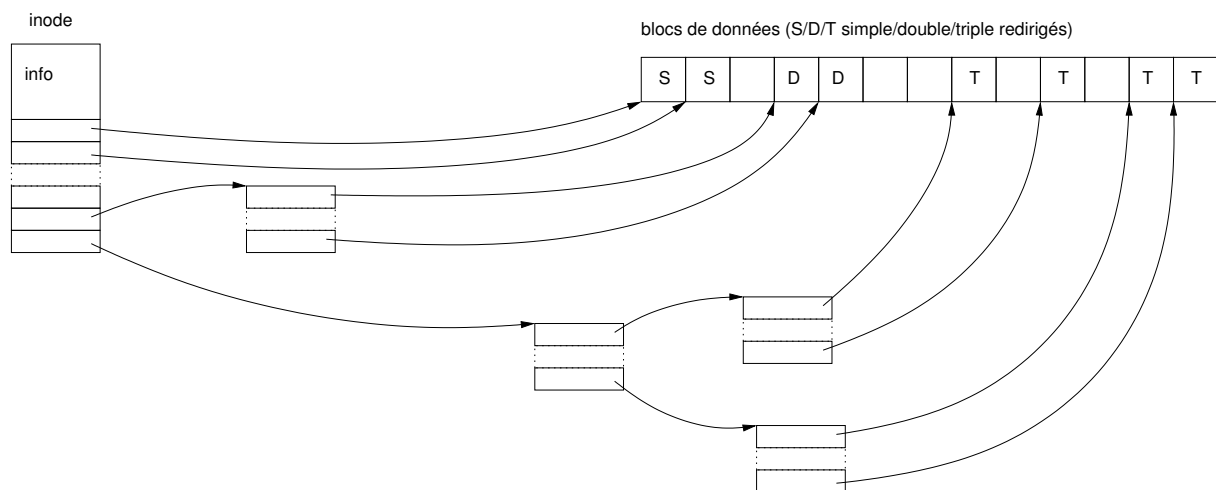 inode
blocs de données (S/D/T simple/double/triple redirigés)
info
S S D D T T T T